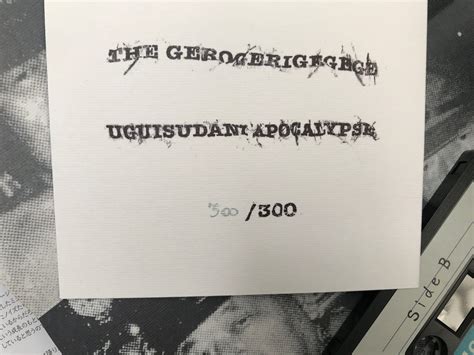 THE GEROGERIGEGEGE
UGUISUDANI APOCALYPSE
300 /300
Side B